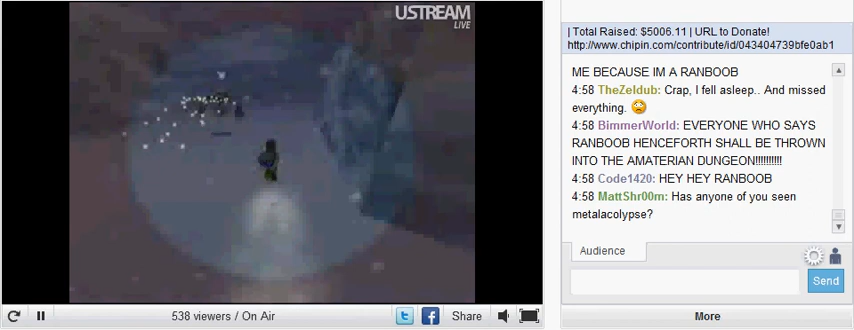 USTREAM
LIVE
538 viewers / On Air
Share
| Total Raised: $5006.11 | URL to Donate!
http://www.chipin.com/contribute/id/043404739bfe0ab1
ME BECAUSE IM A RANBOOB
4:58 TheZeldub: Crap, I fell asleep.. And missed
everything.
4:58 BimmerWorld: EVERYONE WHO SAYS
RANBOOB HENCEFORTH SHALL BE THROWN
INTO THE AMATERIAN DUNGEON!!!!!!!!!!
4:58 Code1420: HEY HEY RANBOOB
4:58 MattShr00m: Has anyone of you seen
metalacolypse?
Audience
Send
More